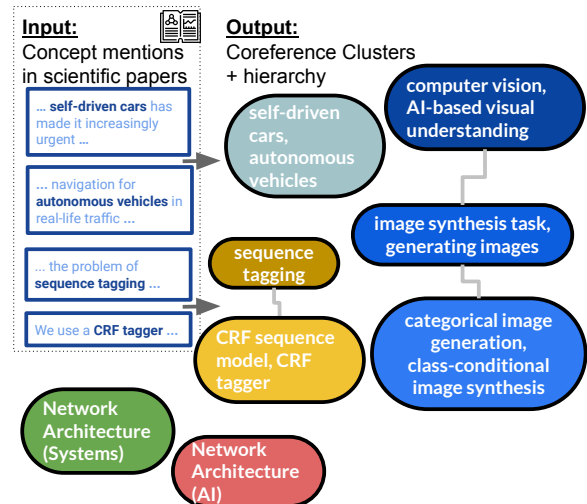 Input:
Concept mentions
in scientific papers
... self-driven cars has
made it increasingly
urgent ...
... navigation for
autonomous vehicles in
real-life traffic ...
... the problem of
sequence tagging ...
We use a CRF tagger ...
Output:
Coreference Clusters
+ hierarchy
self-driven
cars,
autonomous
vehicles
computer vision,
AI-based visual
understanding
image synthesis task,
generating images
categorical image
generation,
class-conditional
image synthesis
sequence
tagging
CRF sequence
model, CRF
tagger
Network
Architecture
(Systems)
Network
Architecture
(AI)